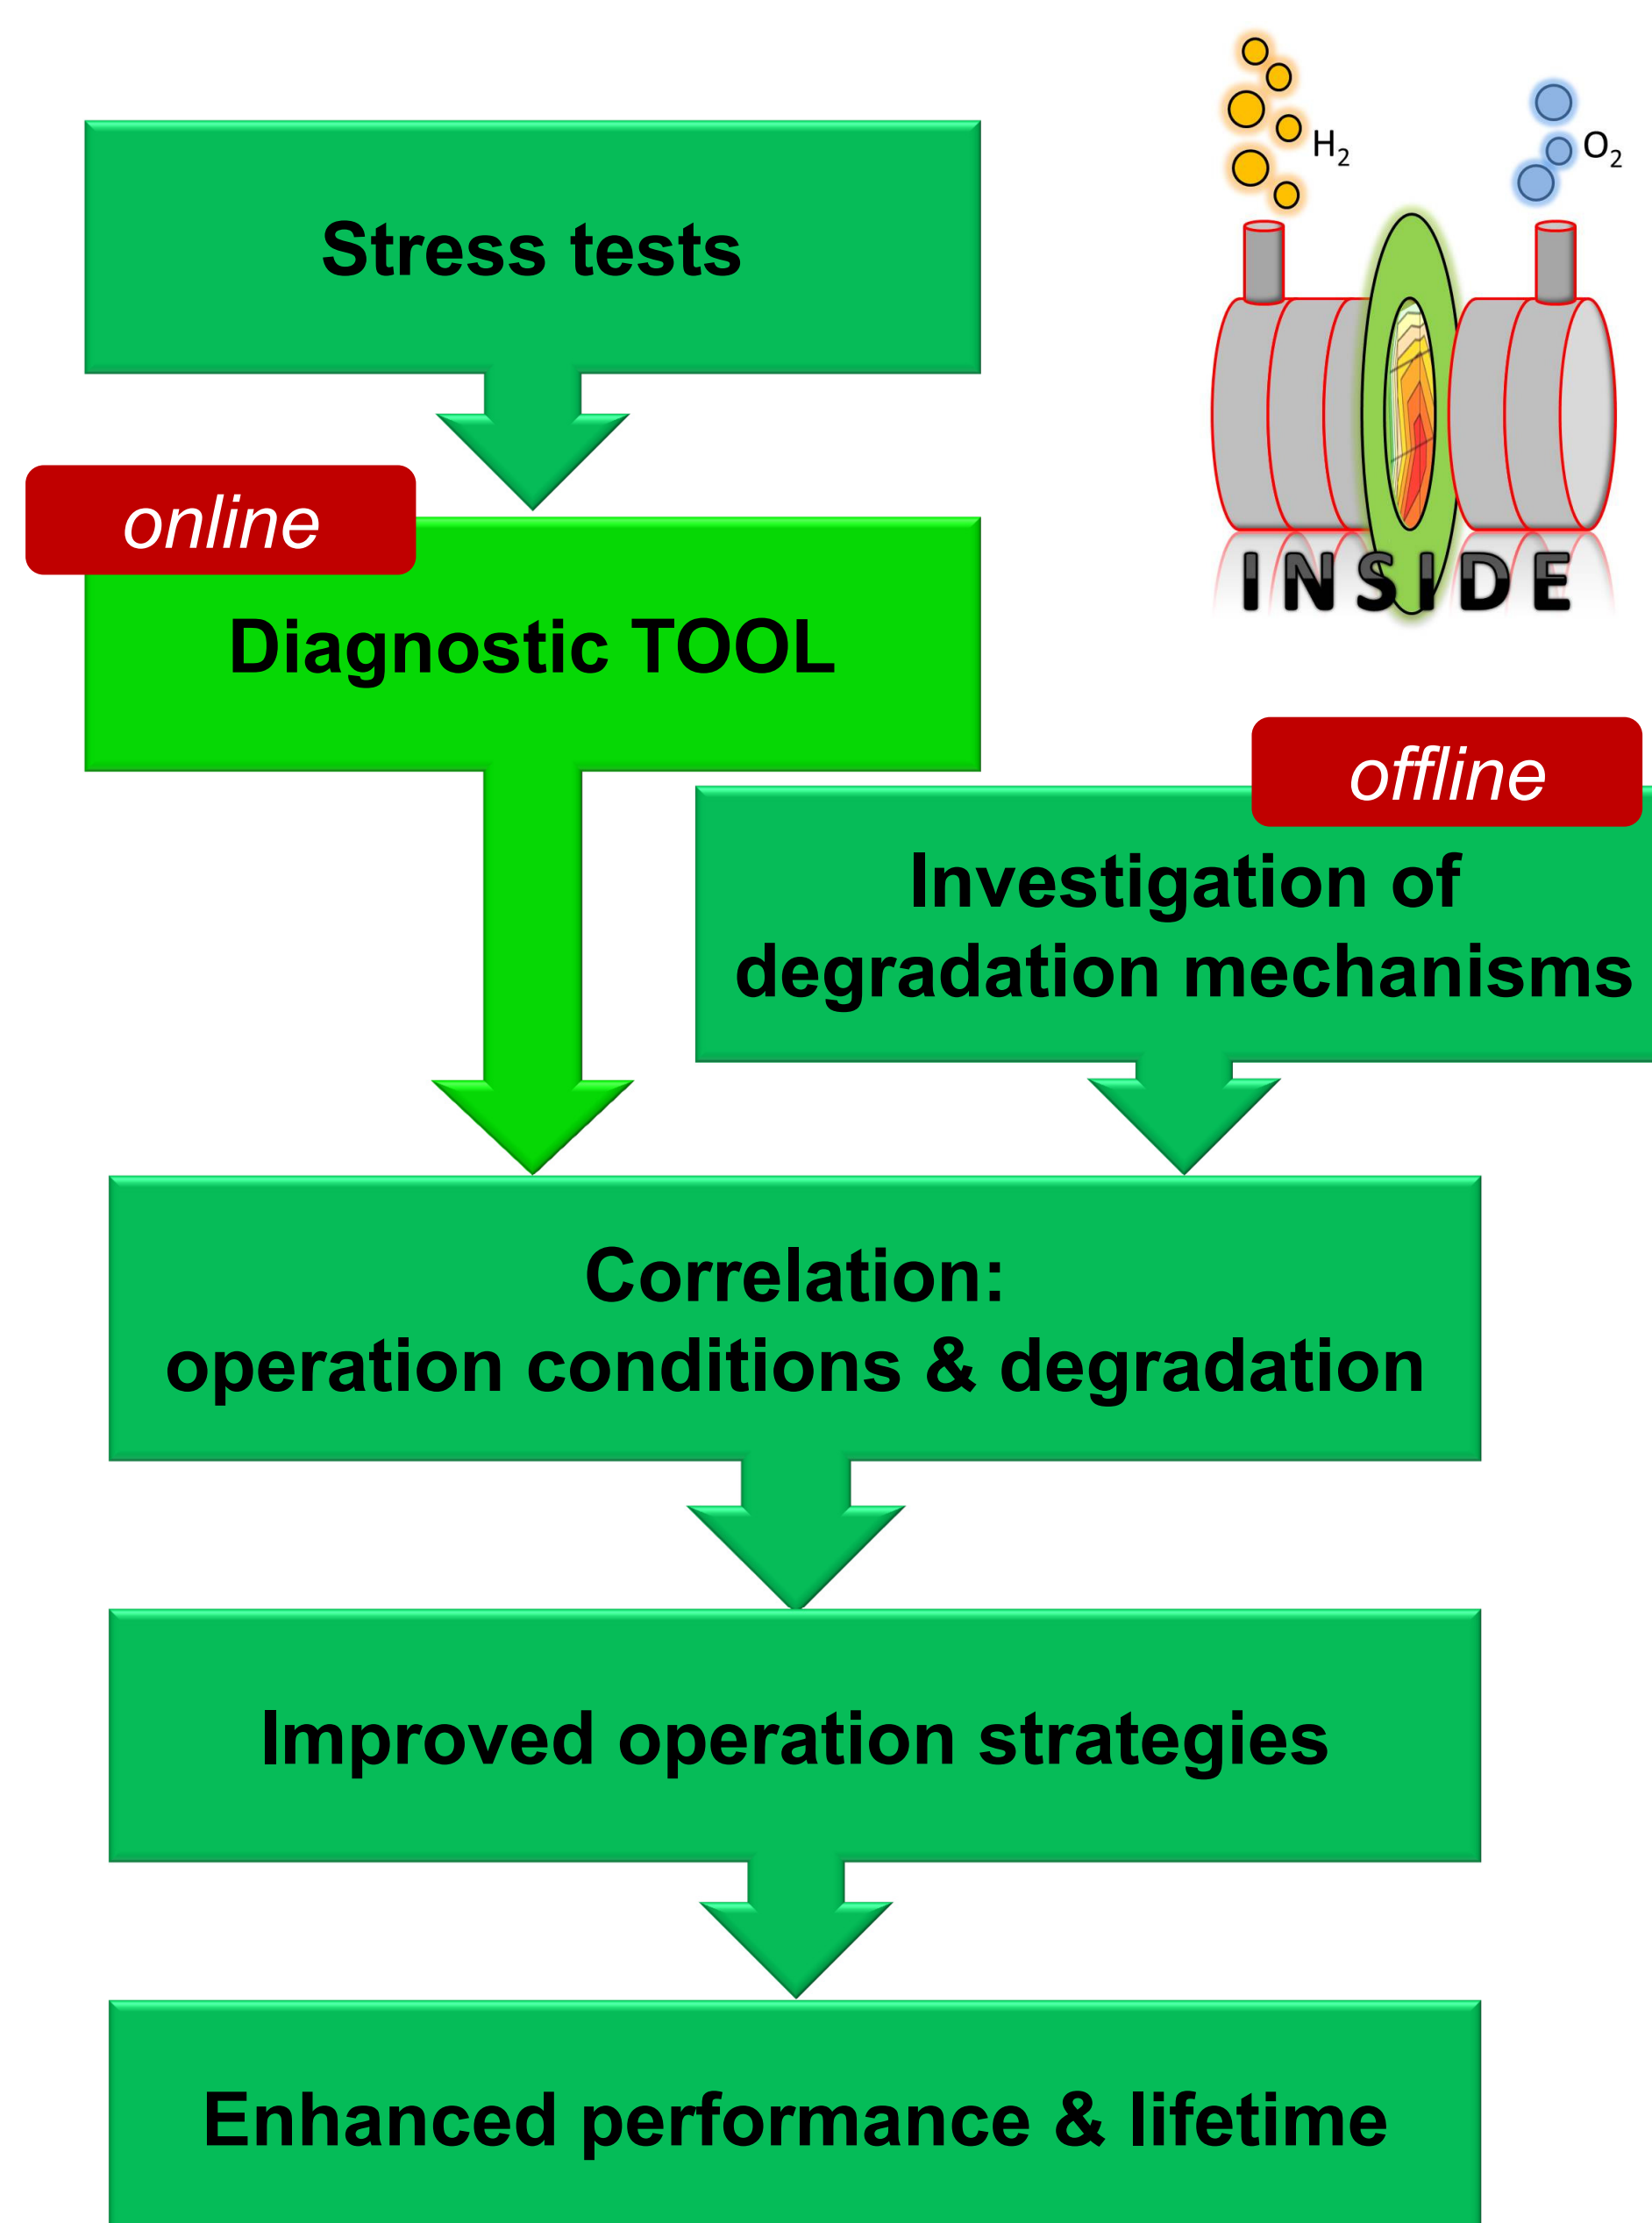 H₂
O₂
Stress tests
INSIDE
online
Diagnostic TOOL
offline
Investigation of
degradation mechanisms
Correlation:
operation conditions & degradation
Improved operation strategies
Enhanced performance & lifetime